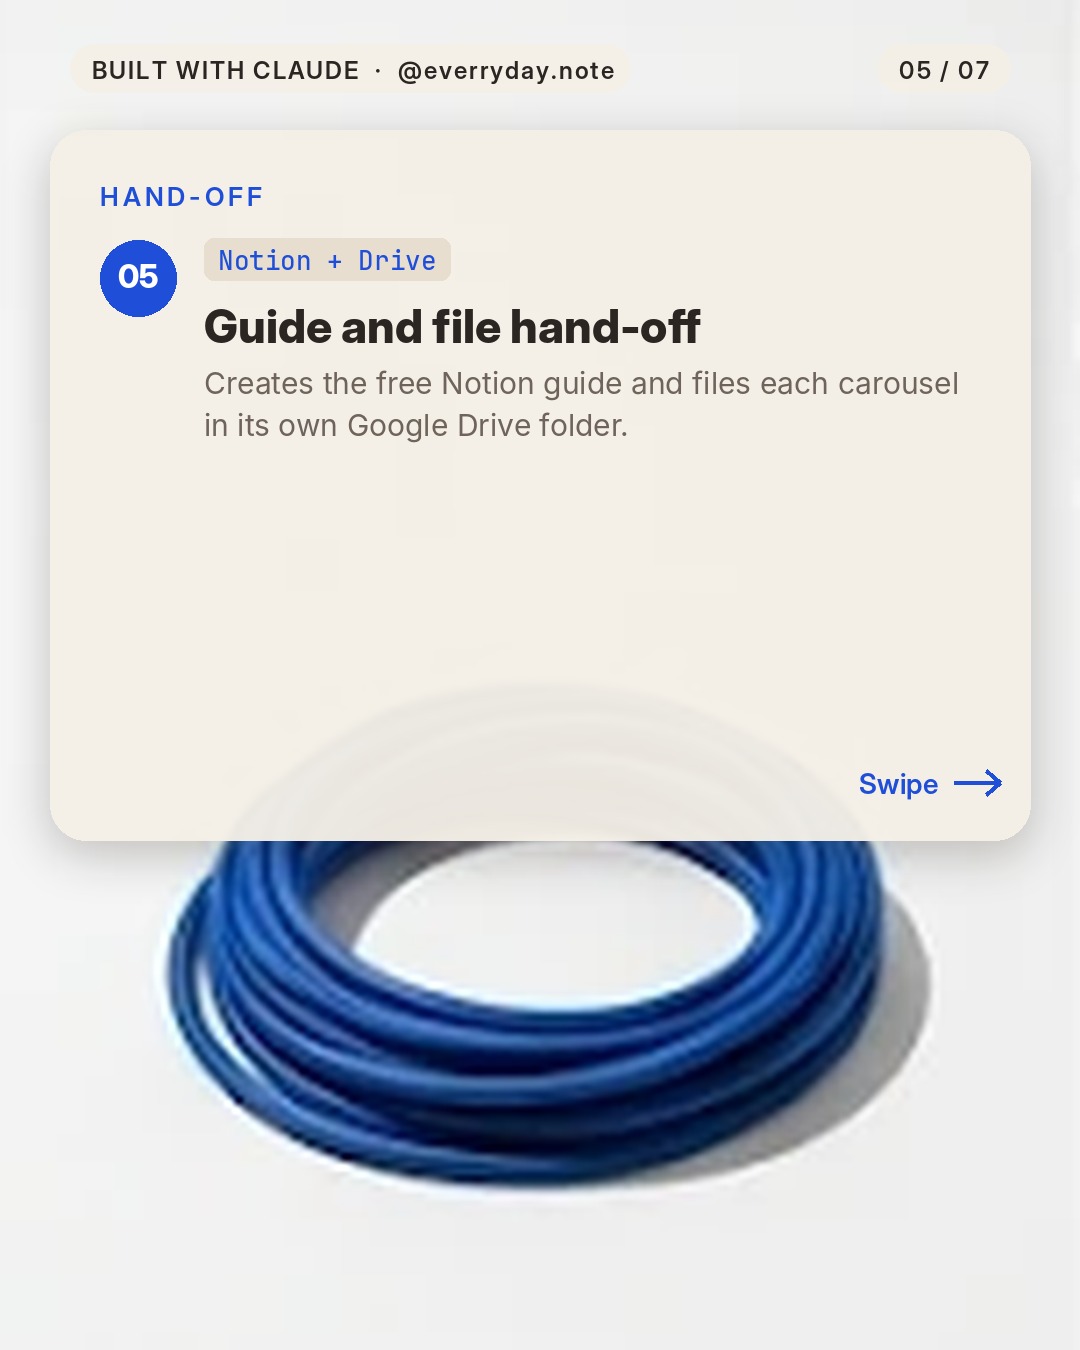 BUILT WITH CLAUDE · @everryday.note
05 / 07
HAND-OFF
05
Notion + Drive
Guide and file hand-off
Creates the free Notion guide and files each carousel
in its own Google Drive folder.
Swipe →